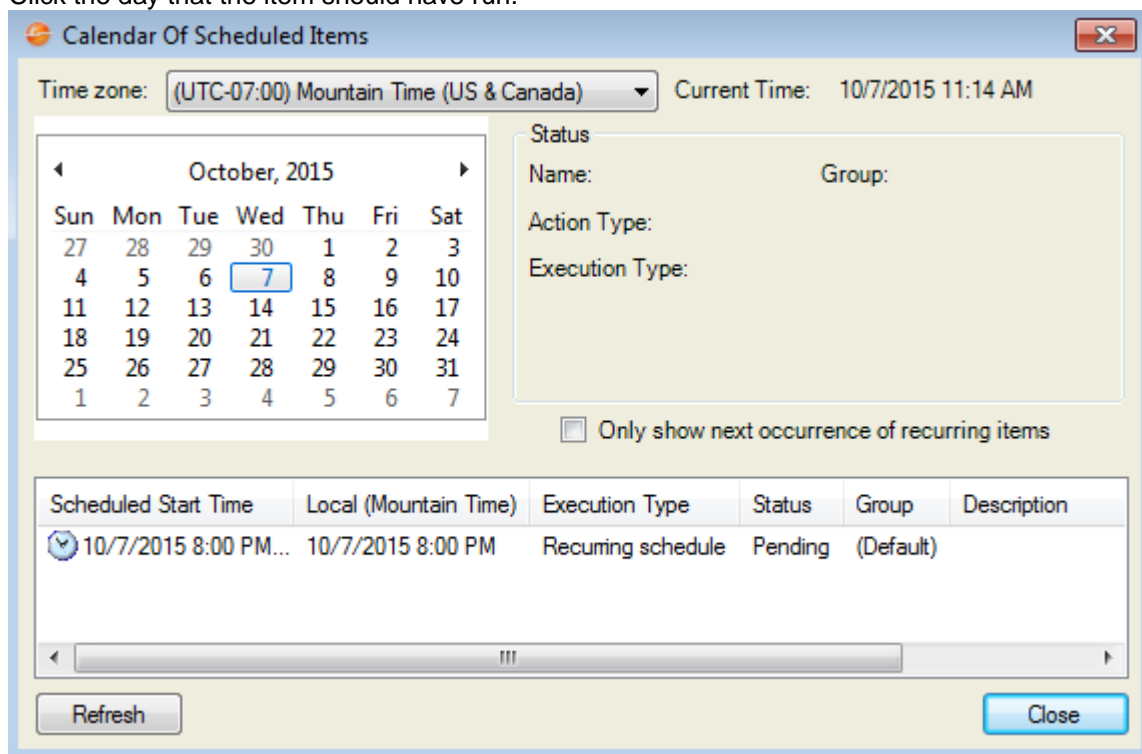 Click the day that the item should have run.
Calendar Of Scheduled Items
Time zone: (UTC-07:00) Mountain Time (US & Canada) Current Time: 10/7/2015 11:14 AM
October, 2015
Sun Mon Tue Wed Thu Fri Sat
27 28 29 30 1 2 3
4 5 6 7 8 9 10
11 12 13 14 15 16 17
18 19 20 21 22 23 24
25 26 27 28 29 30 31
1 2 3 4 5 6 7
Status
Name: Group:
Action Type:
Execution Type:
Only show next occurrence of recurring items
Scheduled Start Time Local (Mountain Time) Execution Type Status Group Description
10/7/2015 8:00 PM... 10/7/2015 8:00 PM Recurring schedule Pending (Default)
Refresh Close